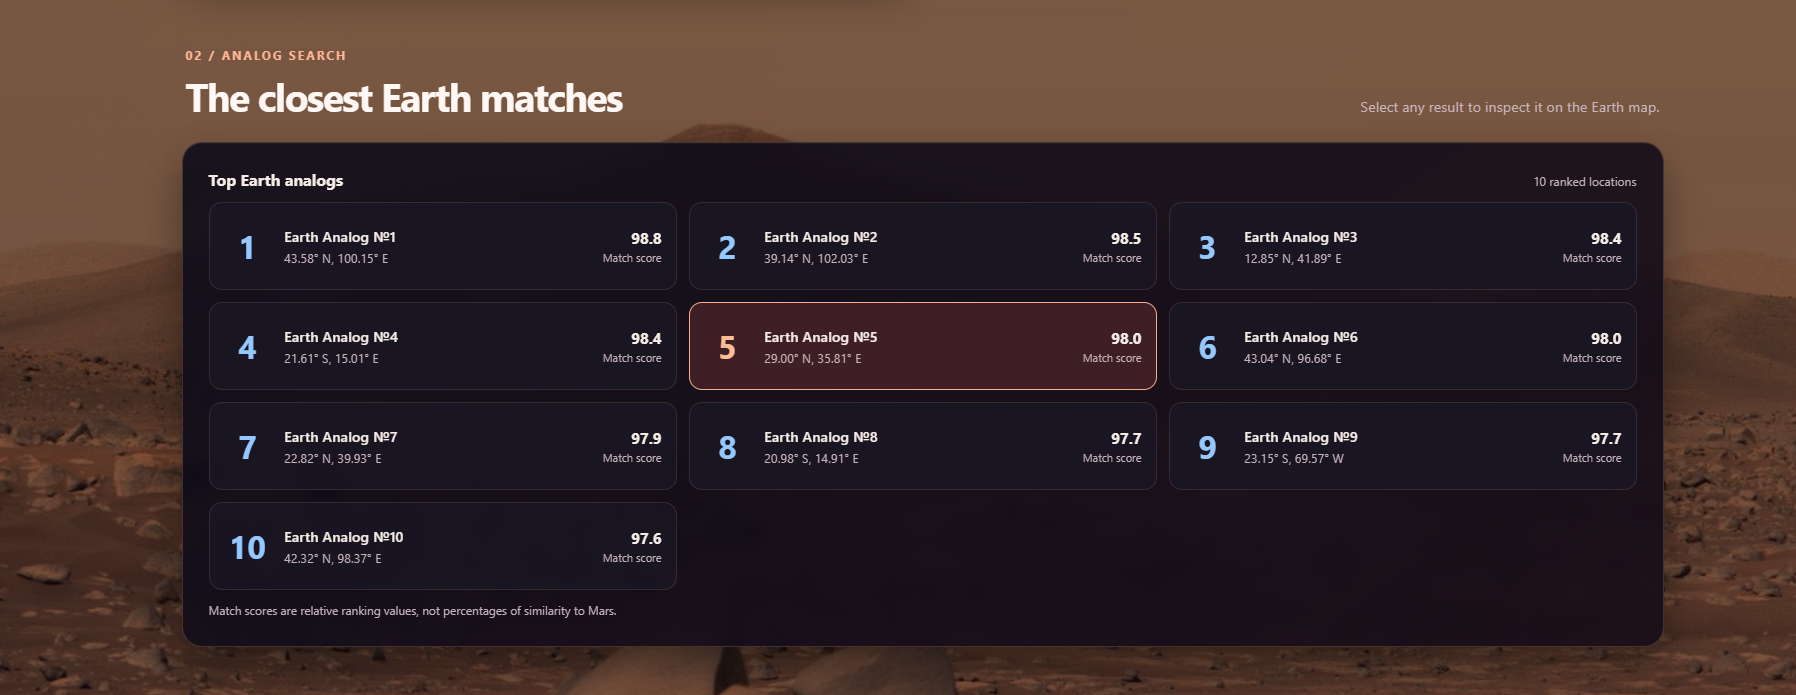 02 / ANALOG SEARCH
The closest Earth matches
Select any result to inspect it on the Earth map.
Top Earth analogs
10 ranked locations
1
Earth Analog №1
43.58° N, 100.15° E
98.8
Match score
2
Earth Analog №2
39.14° N, 102.03° E
98.5
Match score
3
Earth Analog №3
12.85° N, 41.89° E
98.4
Match score
4
Earth Analog №4
21.61° S, 15.01° E
98.4
Match score
5
Earth Analog №5
29.00° N, 35.81° E
98.0
Match score
6
Earth Analog №6
43.04° N, 96.68° E
98.0
Match score
7
Earth Analog №7
22.82° N, 39.93° E
97.9
Match score
8
Earth Analog №8
20.98° S, 14.91° E
97.7
Match score
9
Earth Analog №9
23.15° S, 69.57° W
97.7
Match score
10
Earth Analog №10
42.32° N, 98.37° E
97.6
Match score
Match scores are relative ranking values, not percentages of similarity to Mars.